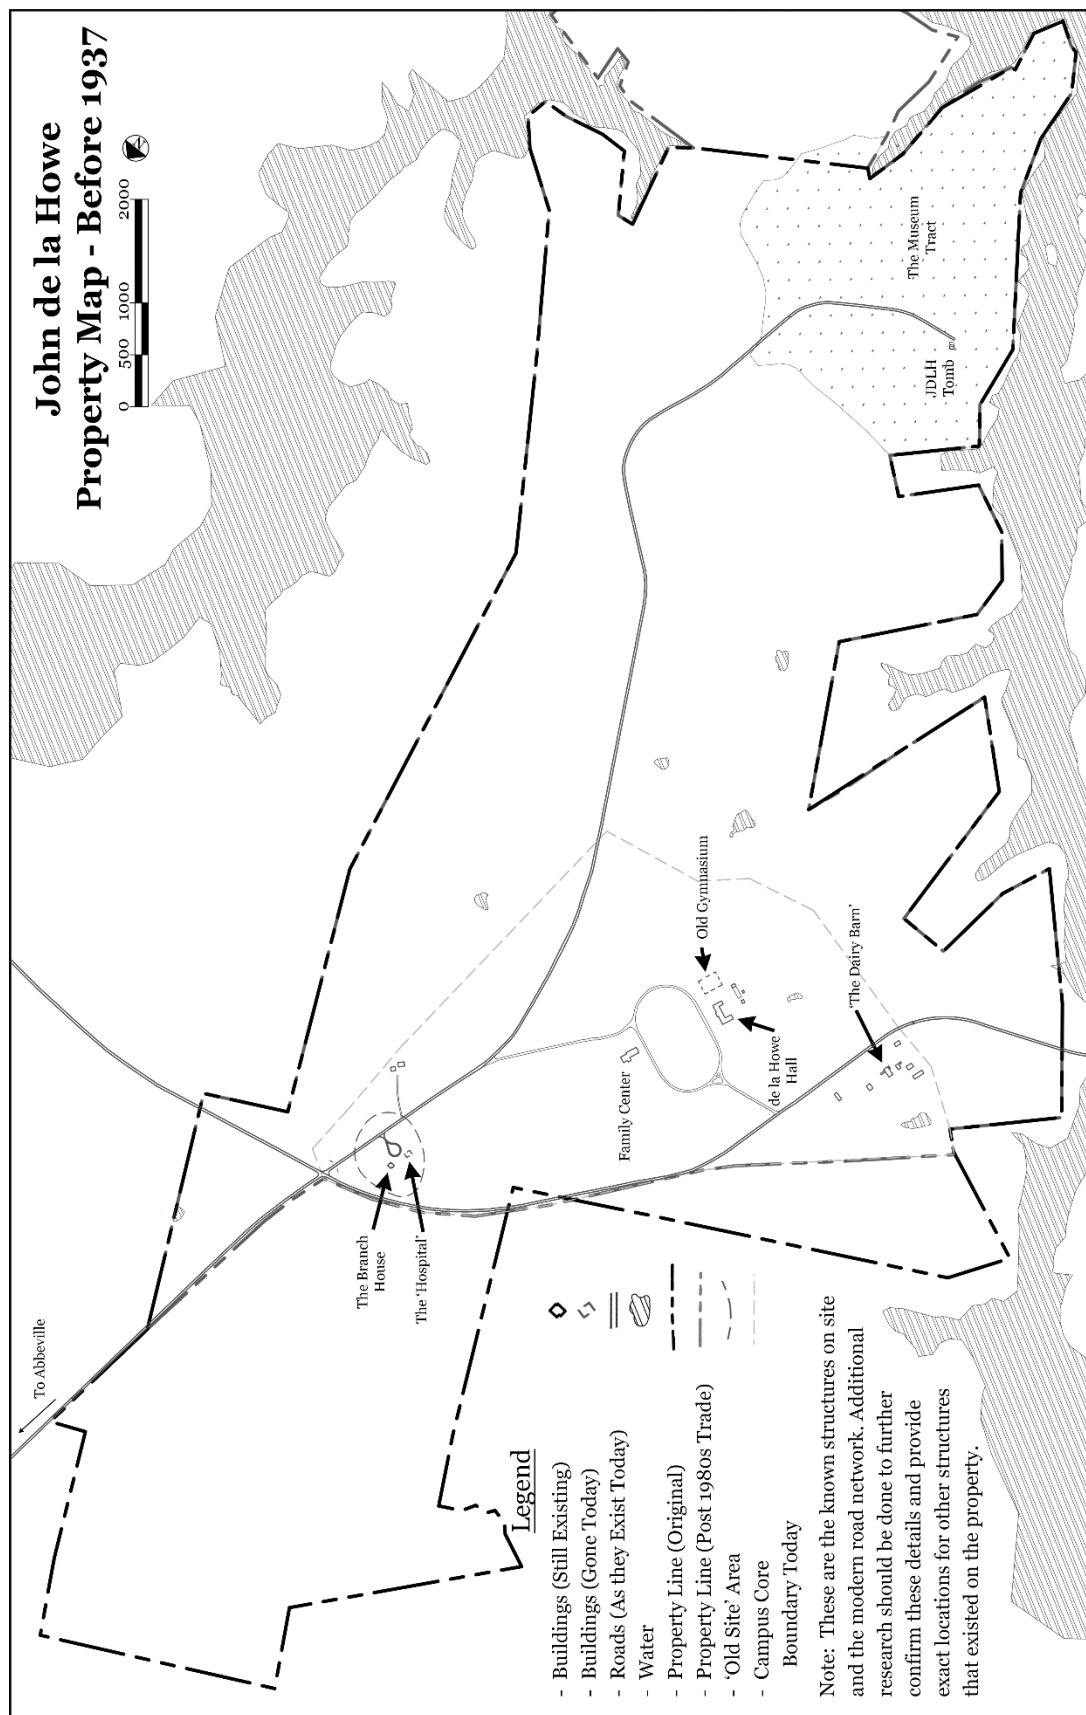 John de la Howe
Property Map - Before 1937
0 500 1000 2000
The Museum
Tract
JDLH
Tomb
Old Gymnasium
'The Dairy Barn'
de la Howe
Hall
Family Center
The Branch
House
The 'Hospital'
To Abbeville
Legend
- Buildings (Still Existing)
- Buildings (Gone Today)
- Roads (As they Exist Today)
- Water
- Property Line (Original)
- Property Line (Post 1980s Trade)
- 'Old Site' Area
- Campus Core
Boundary Today
Note: These are the known structures on site
and the modern road network. Additional
research should be done to further
confirm these details and provide
exact locations for other structures
that existed on the property.